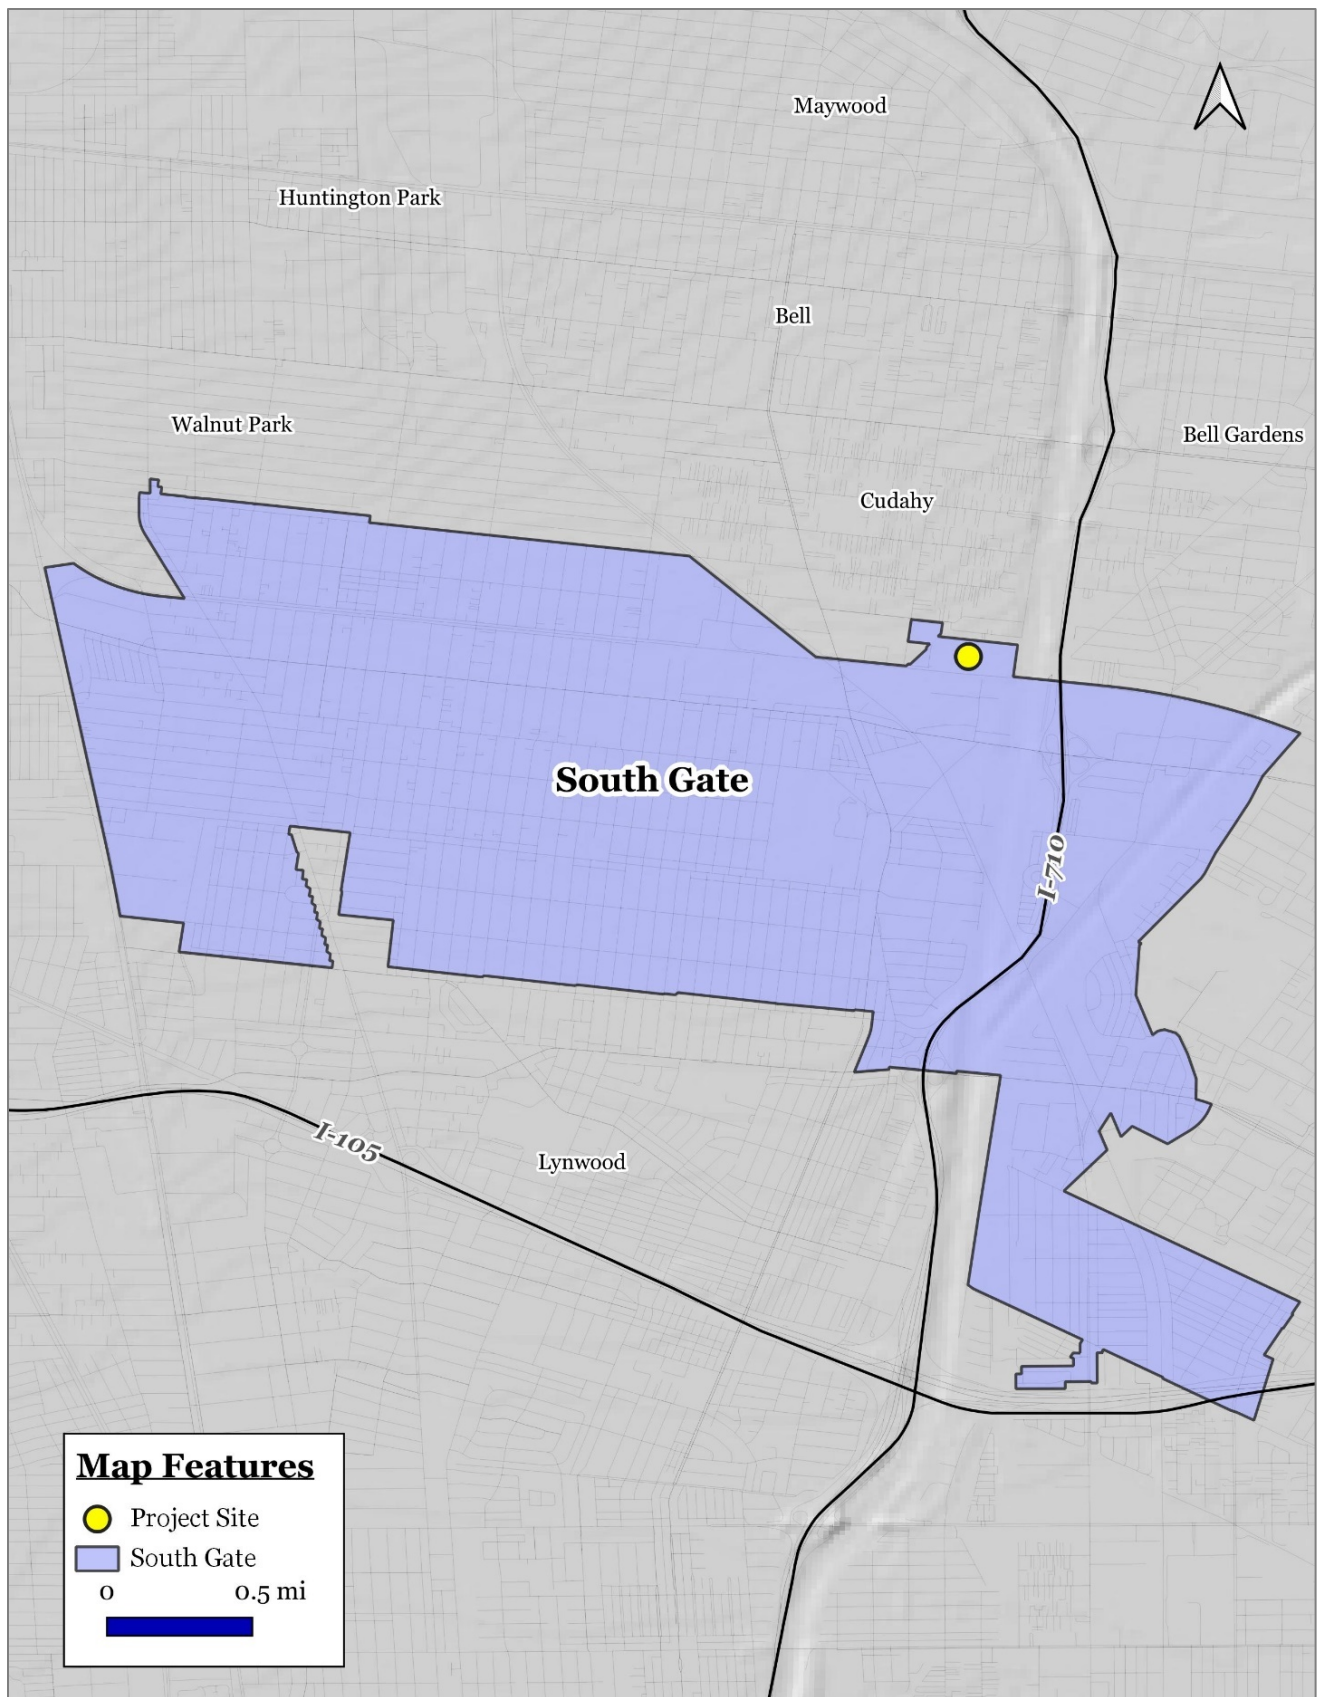 Maywood
Huntington Park
Bell
Walnut Park
Bell Gardens
Cudahy
South Gate
I-710
I-105
Lynwood
Map Features
Project Site
South Gate
0 0.5 mi